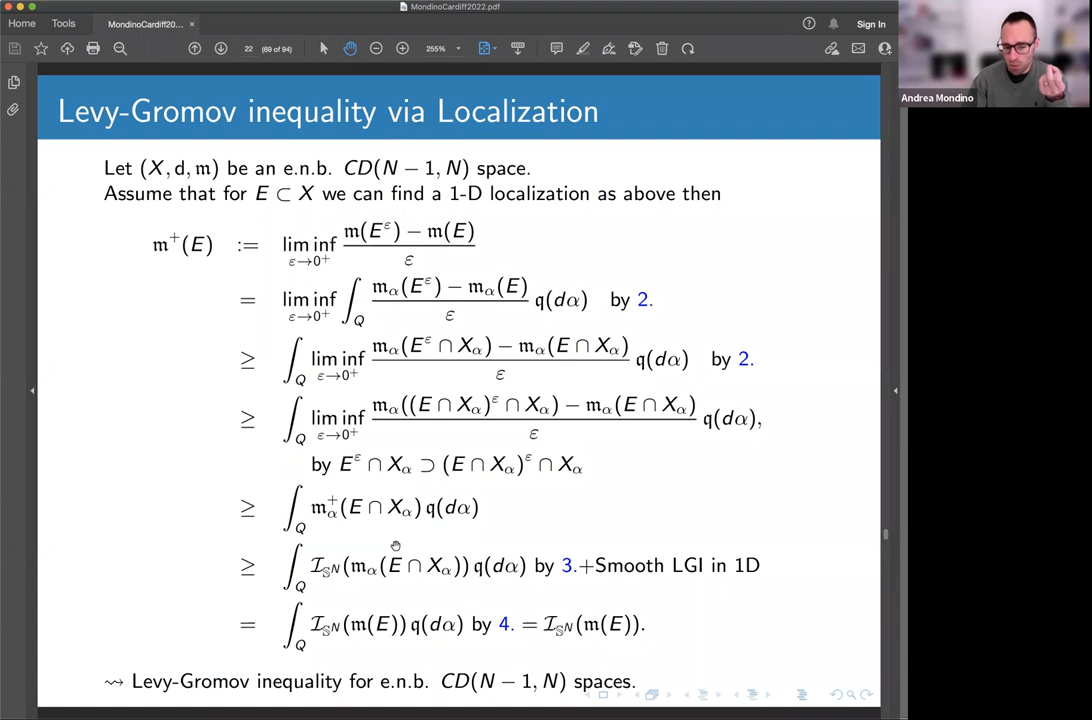 MondinoCardiff2022.pdf
Home Tools MondinoCardiff20... × Sign In
22 (69 of 94) 255%
Andrea Mondino
Levy-Gromov inequality via Localization
Let (X, d, 𝔪) be an e.n.b. CD(N − 1, N) space.
Assume that for E ⊂ X we can find a 1-D localization as above then
𝔪⁺(E) := lim inf_{ε→0⁺} (𝔪(E^ε) − 𝔪(E)) / ε
= lim inf_{ε→0⁺} ∫_Q (𝔪_α(E^ε) − 𝔪_α(E)) / ε 𝔮(dα) by 2.
≥ ∫_Q lim inf_{ε→0⁺} (𝔪_α(E^ε ∩ X_α) − 𝔪_α(E ∩ X_α)) / ε 𝔮(dα) by 2.
≥ ∫_Q lim inf_{ε→0⁺} (𝔪_α((E ∩ X_α)^ε ∩ X_α) − 𝔪_α(E ∩ X_α)) / ε 𝔮(dα),
by E^ε ∩ X_α ⊃ (E ∩ X_α)^ε ∩ X_α
≥ ∫_Q 𝔪_α⁺(E ∩ X_α) 𝔮(dα)
≥ ∫_Q ℐ_{𝕊^N}(𝔪_α(E ∩ X_α)) 𝔮(dα) by 3.+Smooth LGI in 1D
= ∫_Q ℐ_{𝕊^N}(𝔪(E)) 𝔮(dα) by 4. = ℐ_{𝕊^N}(𝔪(E)).
⇝ Levy-Gromov inequality for e.n.b. CD(N − 1, N) spaces.